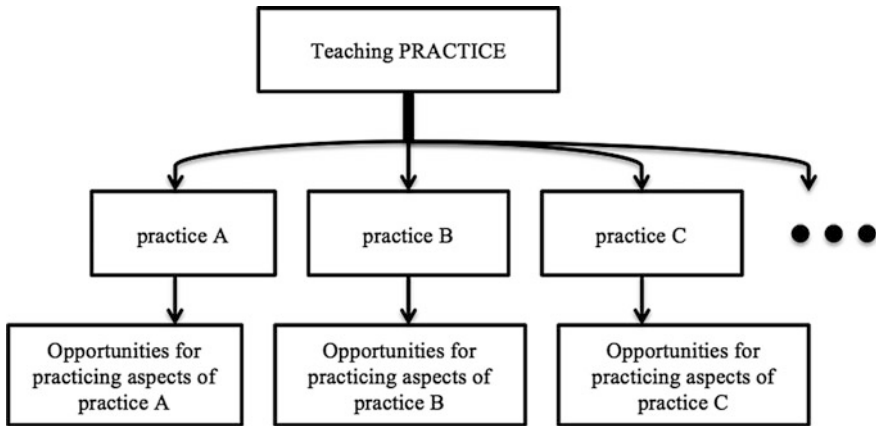 Teaching PRACTICE
practice A
practice B
practice C
Opportunities for
practicing aspects of
practice A
Opportunities for
practicing aspects of
practice B
Opportunities for
practicing aspects of
practice C